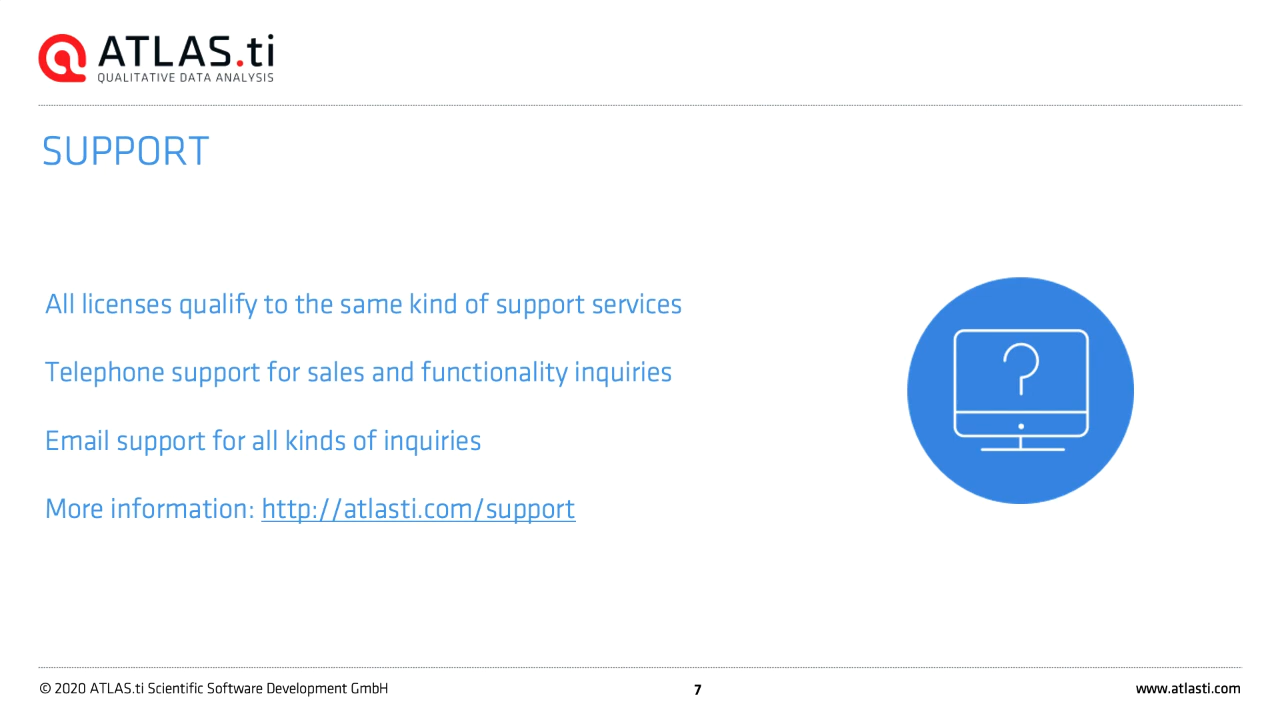 ATLAS.ti
QUALITATIVE DATA ANALYSIS
SUPPORT
All licenses qualify to the same kind of support services
Telephone support for sales and functionality inquiries
Email support for all kinds of inquiries
More information: http://atlasti.com/support
© 2020 ATLAS.ti Scientific Software Development GmbH
7
www.atlasti.com